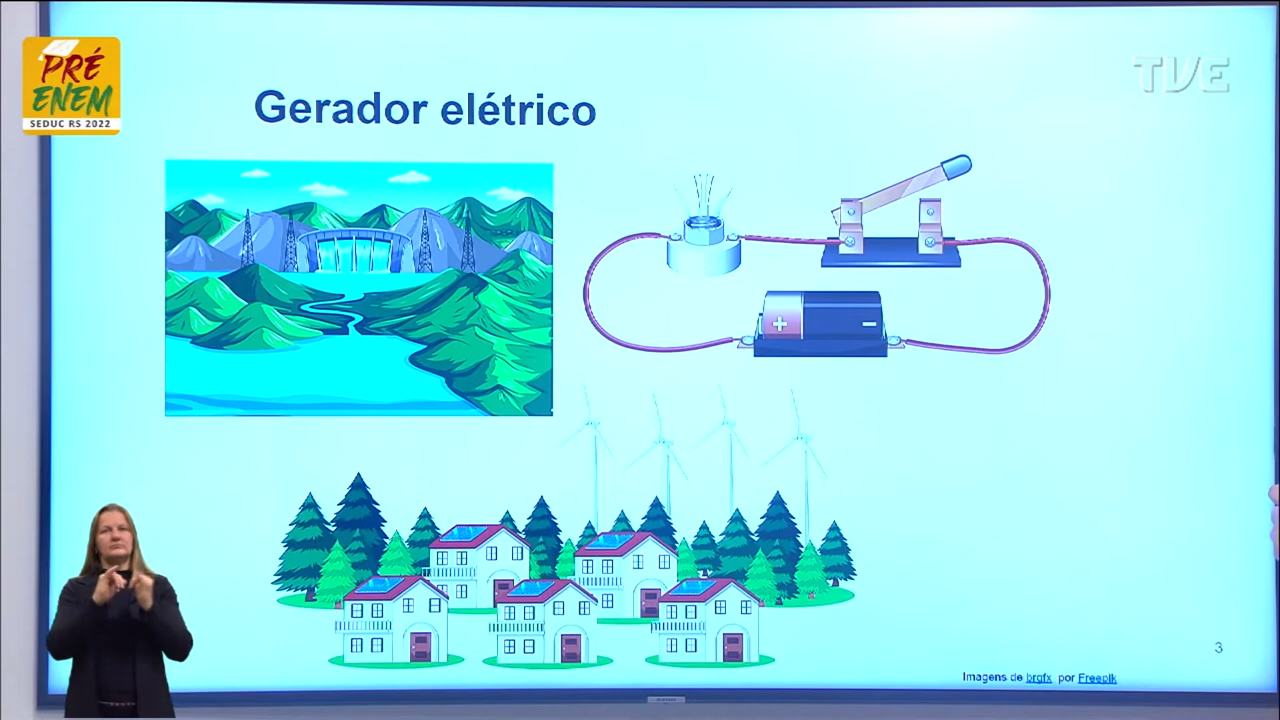 PRÉ
ENEM
SEDUC RS 2022
TVE
Gerador elétrico
+ -
3
Imagens de brgfx por Freepik